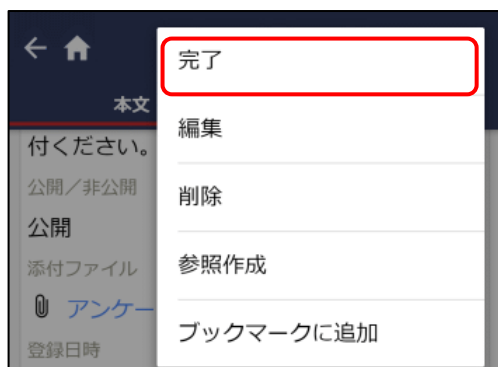 完了
本文
編集
付ください。
公開／非公開
削除
公開
添付ファイル
参照作成
アンケー
ブックマークに追加
登録日時